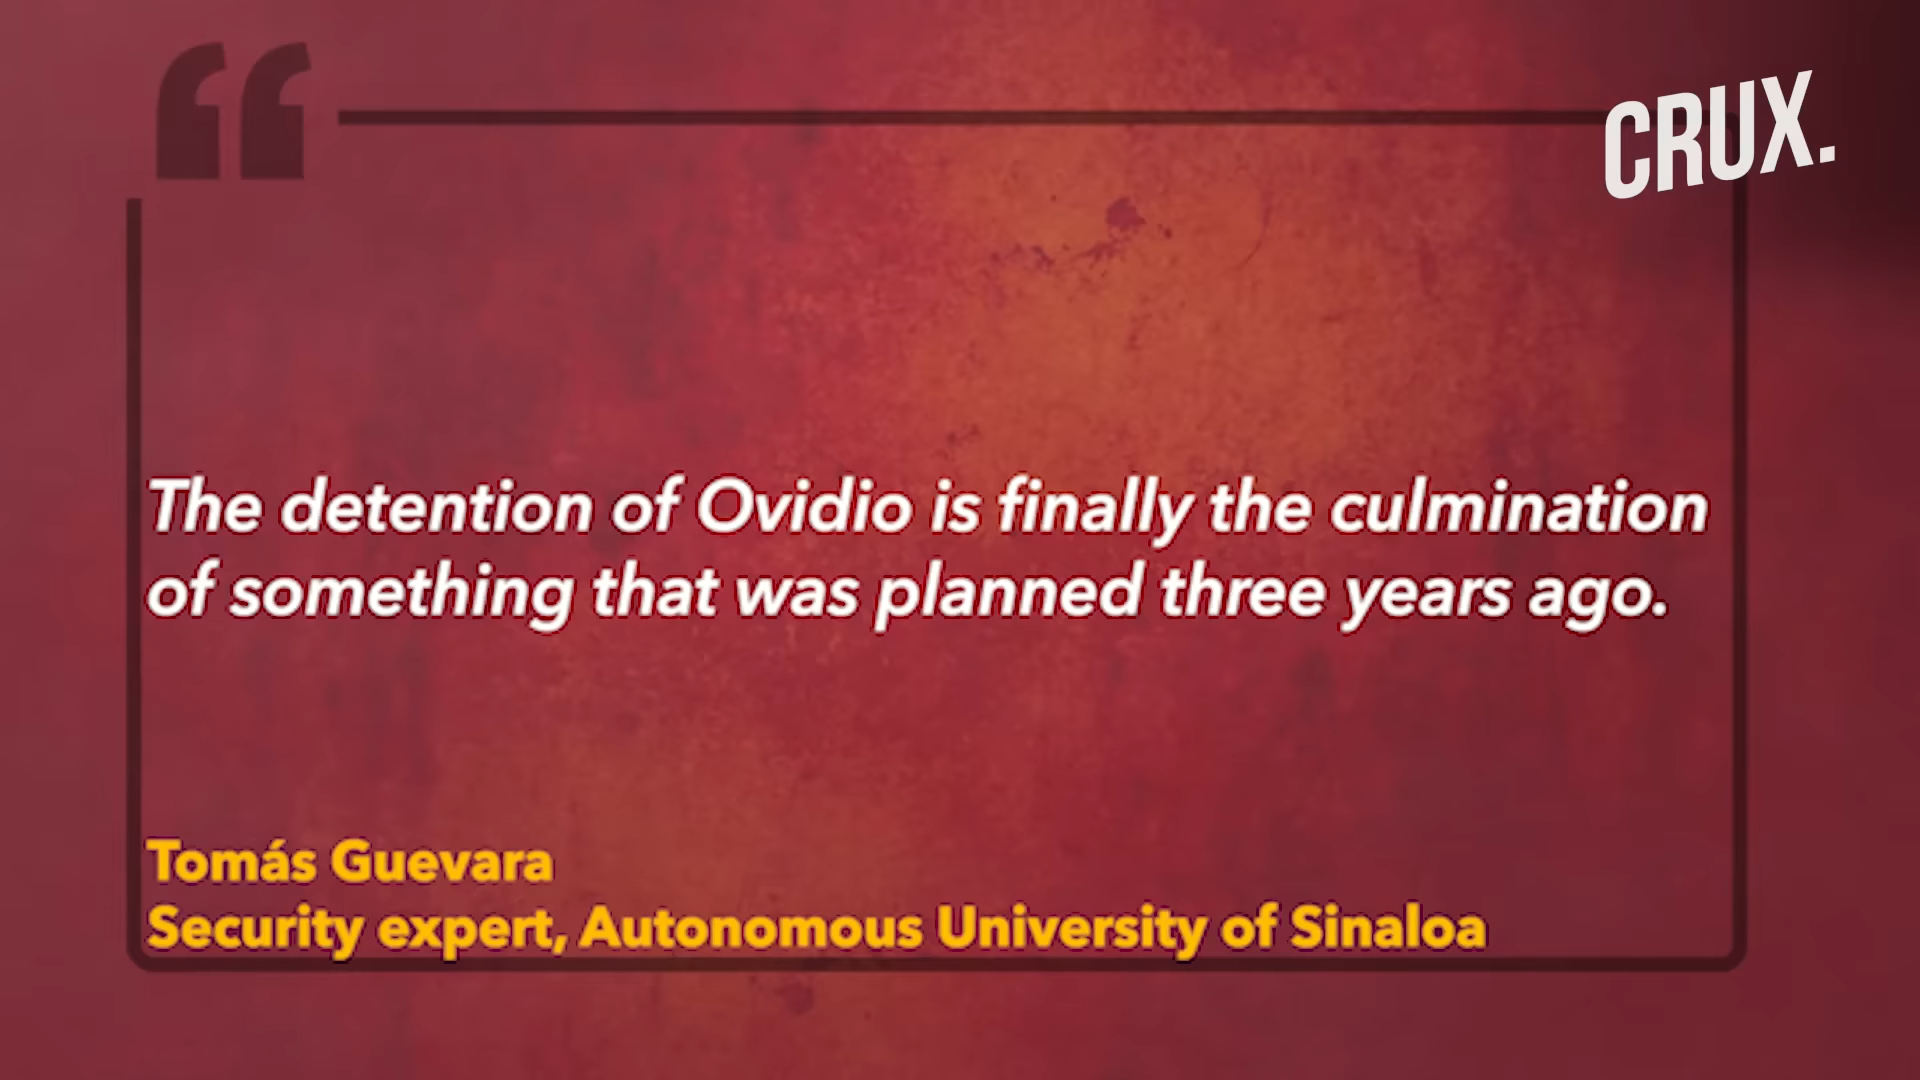 CRUX.
The detention of Ovidio is finally the culmination
of something that was planned three years ago.
Tomás Guevara
Security expert, Autonomous University of Sinaloa